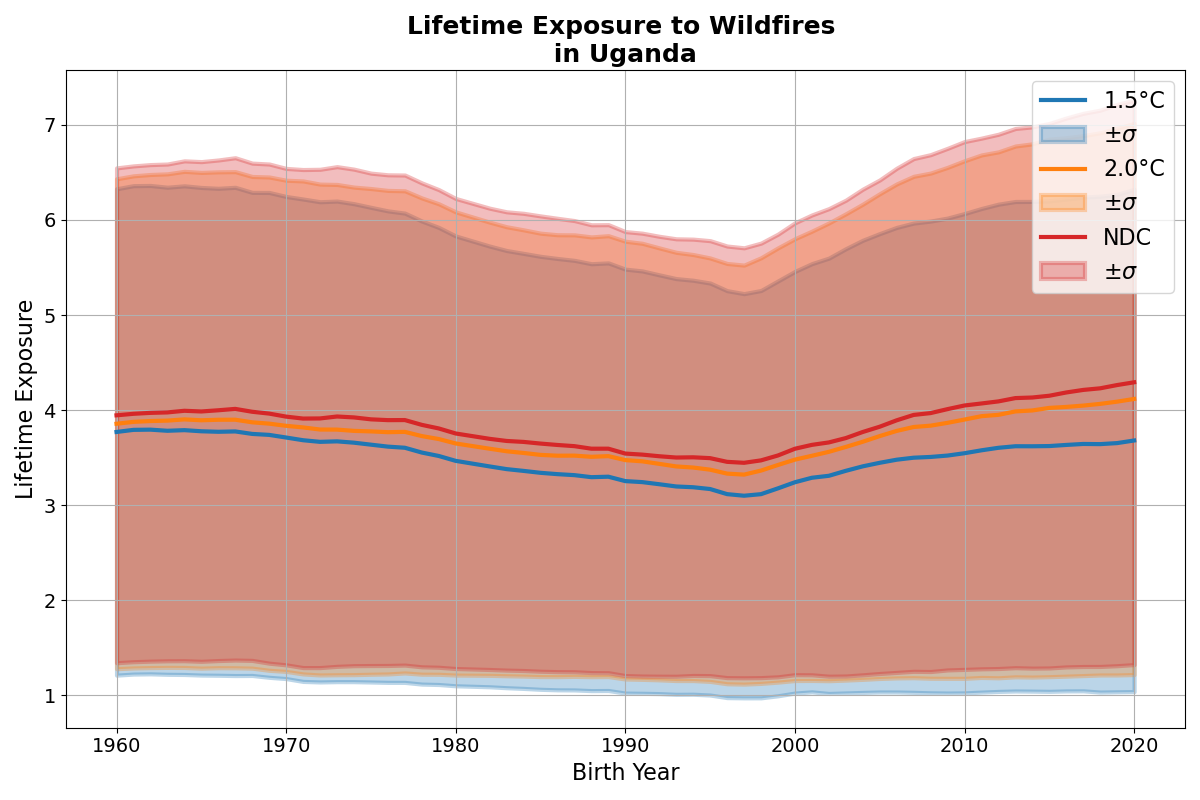 Lifetime Exposure to Wildfires
in Uganda
1.5°C
±σ
2.0°C
±σ
NDC
±σ
Lifetime Exposure
7
6
5
4
3
2
1
1960 1970 1980 1990 2000 2010 2020
Birth Year